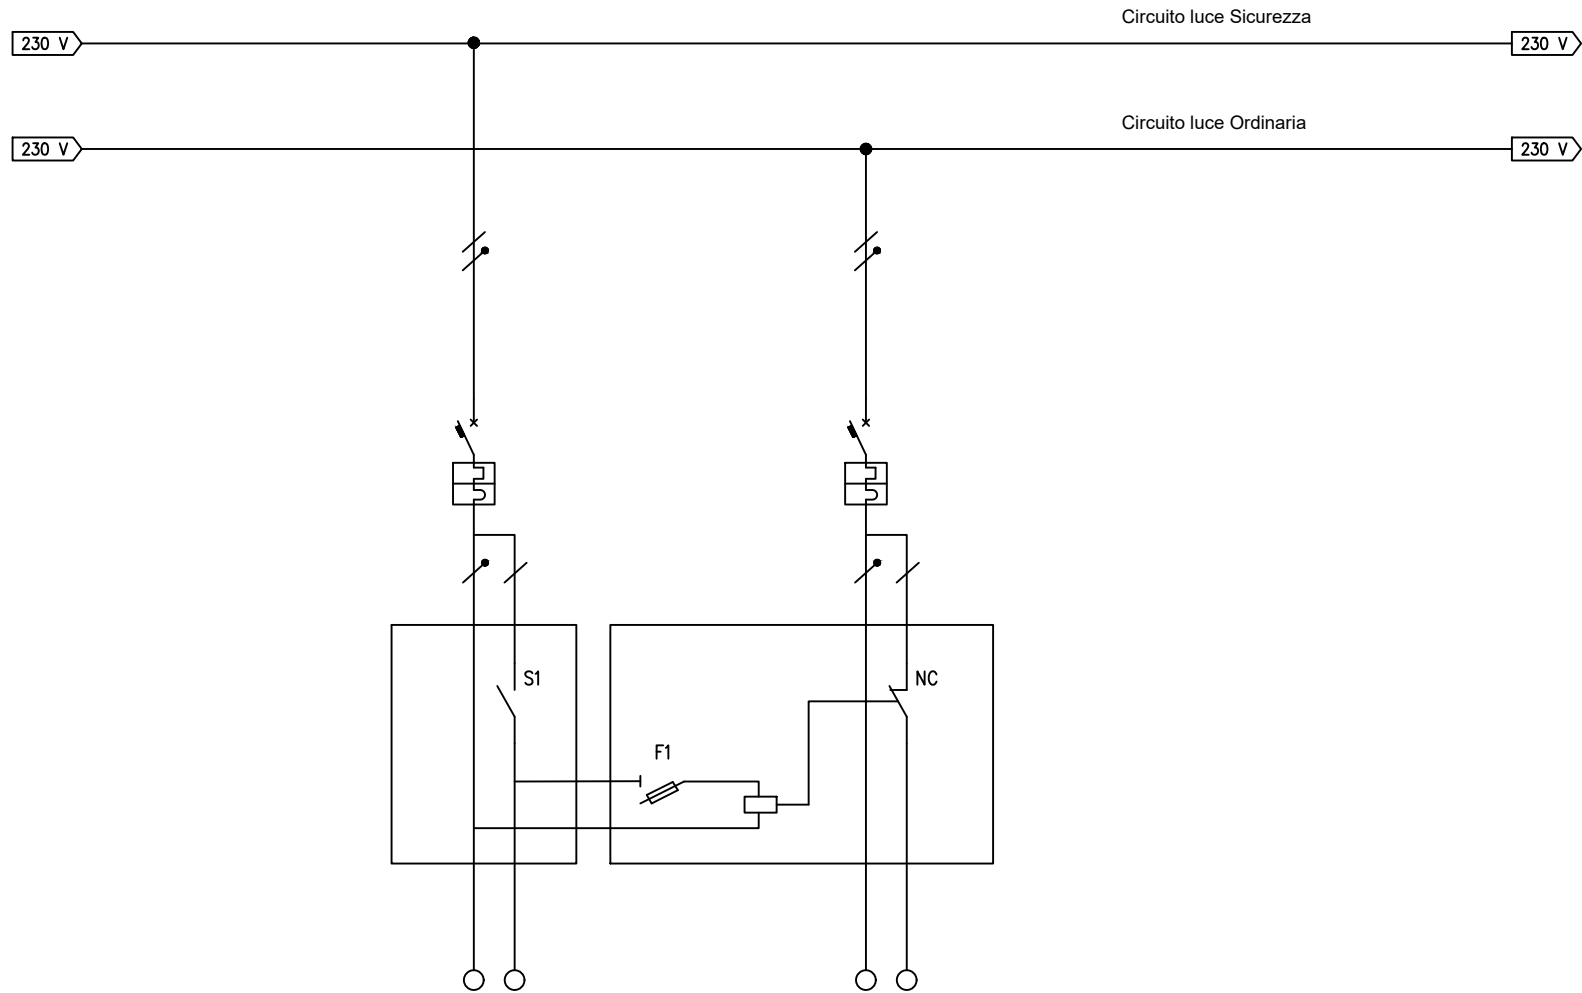 Circuito luce Sicurezza
230 V
230 V
Circuito luce Ordinaria
230 V
230 V
S1
NC
F1